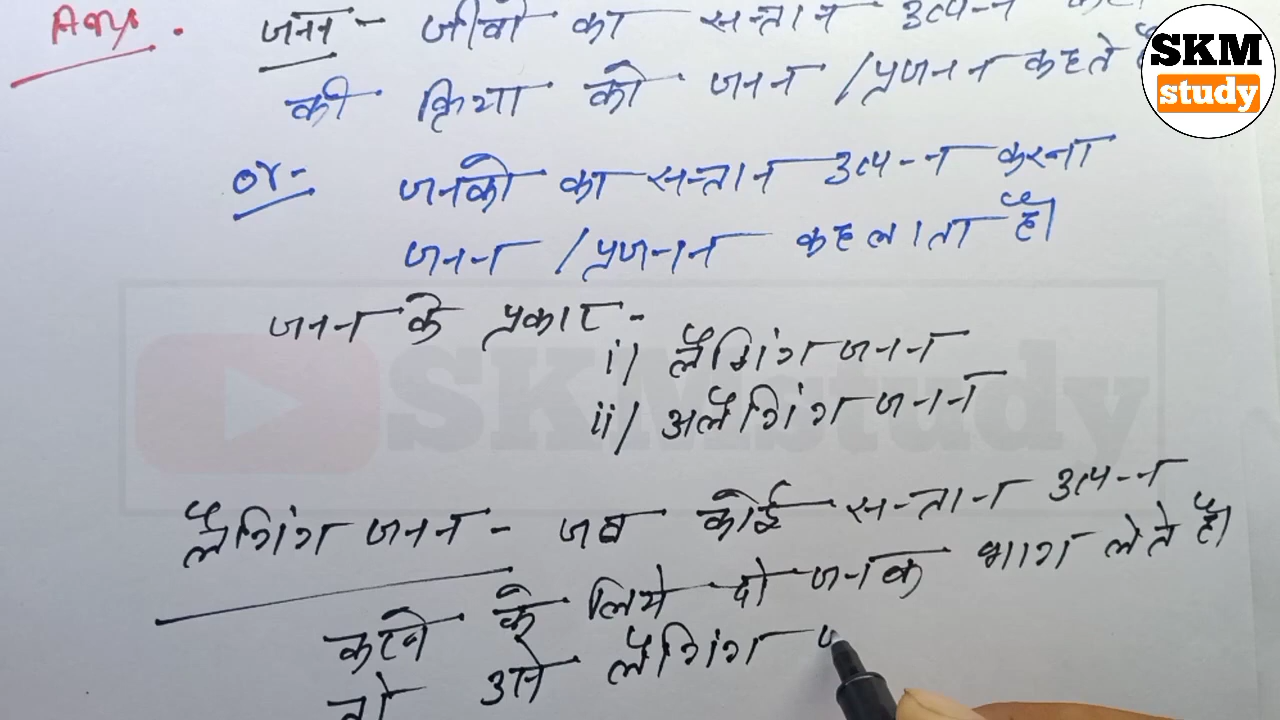 Ans.
जनन - जीवो का सन्तान उत्पन्न
की क्रिया को जनन /प्रजनन कहते
or- जनको का सन्तान उत्पन्न करना
जनन /प्रजनन कहलाता है।
जनन के प्रकार-
i/ लैगिंग जनन
ii/ अलैगिंग जनन
लैगिंग जनन - जब कोई सन्तान उत्पन्न
करने के लिये दो जनक भाग लेते है।
तो उसे लैगिंग
SKM
study
SKMstudy